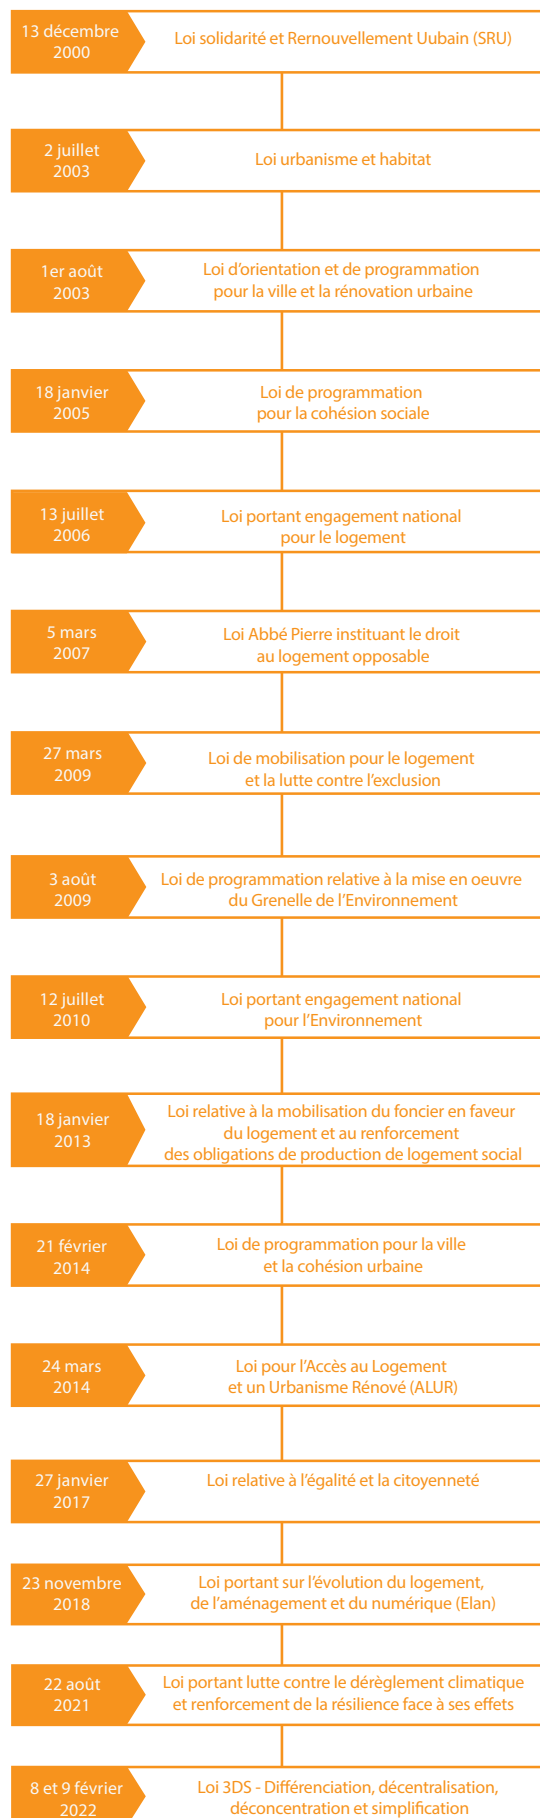 13 décembre
2000
Loi solidarité et Rernouvellement Uubain (SRU)
2 juillet
2003
Loi urbanisme et habitat
1er août
2003
Loi d'orientation et de programmation
pour la ville et la rénovation urbaine
18 janvier
2005
Loi de programmation
pour la cohésion sociale
13 juillet
2006
Loi portant engagement national
pour le logement
5 mars
2007
Loi Abbé Pierre instituant le droit
au logement opposable
27 mars
2009
Loi de mobilisation pour le logement
et la lutte contre l'exclusion
3 août
2009
Loi de programmation relative à la mise en oeuvre
du Grenelle de l'Environnement
12 juillet
2010
Loi portant engagement national
pour l'Environnement
18 janvier
2013
Loi relative à la mobilisation du foncier en faveur
du logement et au renforcement
des obligations de production de logement social
21 février
2014
Loi de programmation pour la ville
et la cohésion urbaine
24 mars
2014
Loi pour l'Accès au Logement
et un Urbanisme Rénové (ALUR)
27 janvier
2017
Loi relative à l'égalité et la citoyenneté
23 novembre
2018
Loi portant sur l'évolution du logement,
de l'aménagement et du numérique (Elan)
22 août
2021
Loi portant lutte contre le dérèglement climatique
et renforcement de la résilience face à ses effets
8 et 9 février
2022
Loi 3DS - Différenciation, décentralisation,
déconcentration et simplification